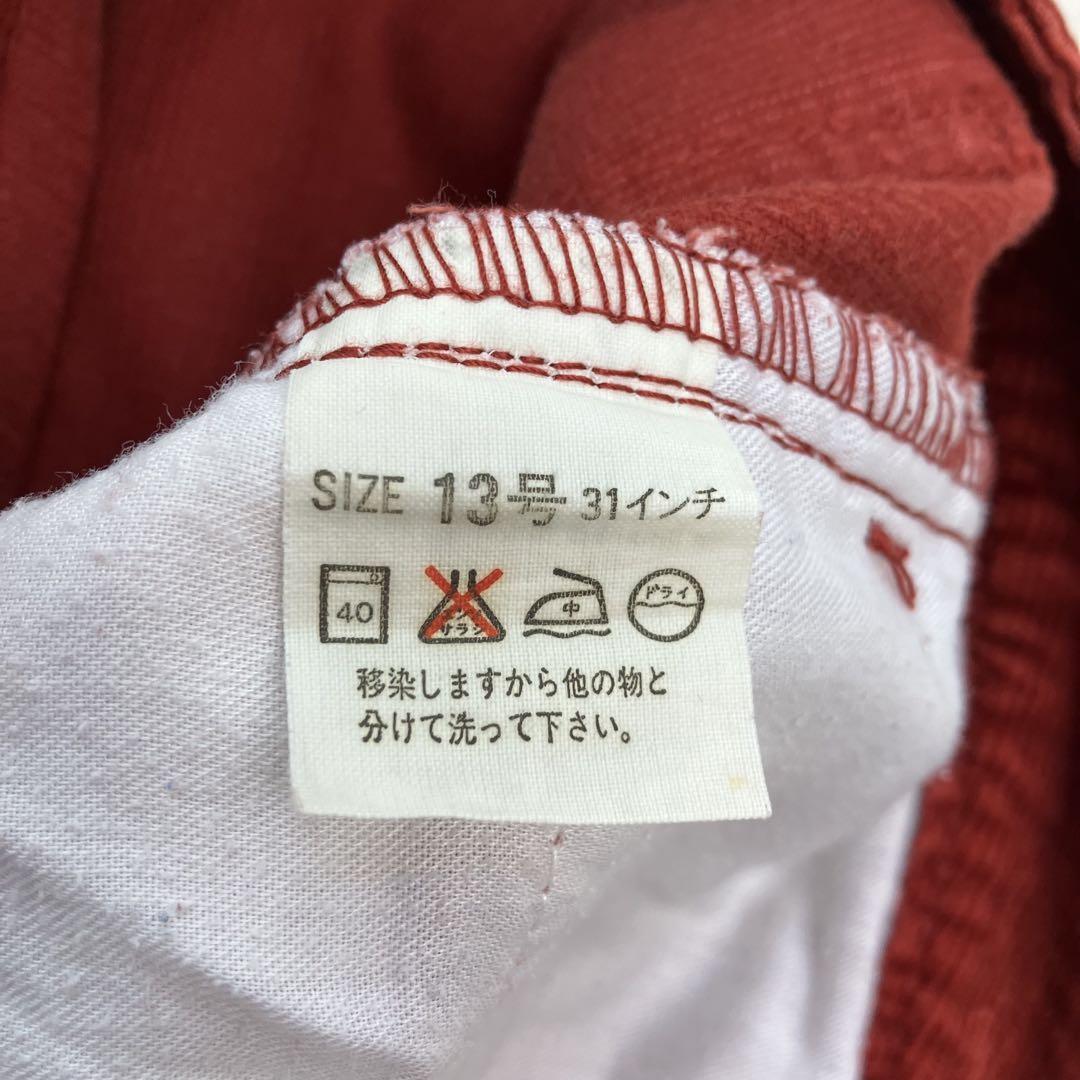 SIZE 13号 31インチ
40 エンソ サラシ 中 ドライ
移染しますから他の物と
分けて洗って下さい。